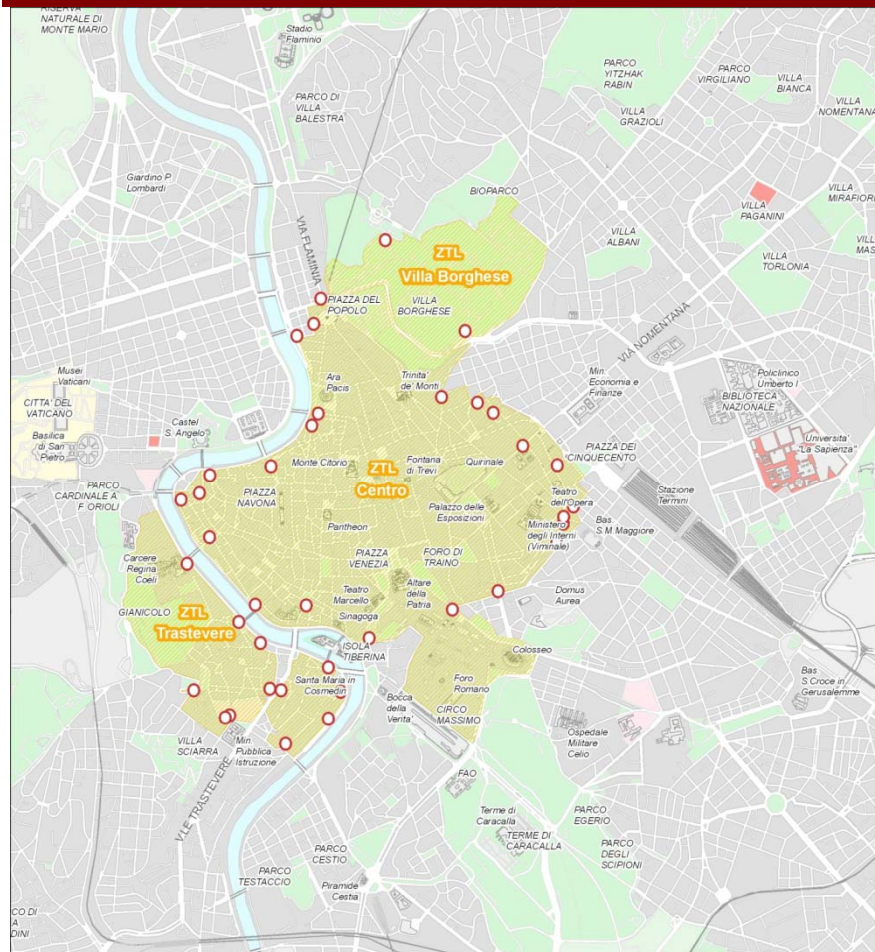 RISERVA
NATURALE DI
MONTE MARIO
Stadio
Flaminio
PARCO
YITZHAK
RABIN
PARCO
VIRGILIANO
VILLA
BIANCA
PARCO DI
VILLA
BALESTRA
VILLA
GRAZIOLI
VILLA
NOMENTANA
Giardino P.
Lombardi
BIOPARCO
VILLA
PAGANINI
VILLA
MIRAFIORI
VIA FLAMINIA
VILLA
ALBANI
VILLA
MAS
ZTL
Villa Borghese
VILLA
TORLONIA
PIAZZA DEL
POPOLO
VILLA
BORGHESE
VIA NOMENTANA
Musei
Vaticani
Ara
Pacis
Trinita'
de' Monti
Min.
Economia e
Finanze
Policlinico
Umberto I
CITTA' DEL
VATICANO
BIBLIOTECA
NAZIONALE
Castel
S. Angelo
Basilica
di San
Pietro
PIAZZA DEI
CINQUECENTO
Universita'
"La Sapienza"
Monte Citorio
ZTL
Centro
Fontana
di Trevi
Quirinale
PARCO
CARDINALE A.
F. ORIOLI
PIAZZA
NAVONA
Stazione
Termini
Teatro
dell'Opera
Palazzo delle
Esposizioni
Pantheon
Ministero
degli Interni
(Viminale)
Bas.
S.M.Maggiore
Carcere
Regina
Coeli
PIAZZA
VENEZIA
FORO DI
TRAINO
Teatro
Marcello
Altare
della
Patria
Domus
Aurea
GIANICOLO
ZTL
Trastevere
Sinagoga
ISOLA
TIBERINA
Colosseo
Santa Maria in
Cosmedin
Foro
Romano
Bas.
S.Croce in
Gerusalemme
Bocca
della
Verita'
CIRCO
MASSIMO
VILLA
SCIARRA
Min.
Pubblica
Istruzione
Ospedale
Militare
Celio
V.LE TRASTEVERE
FAO
Terme di
Caracalla
PARCO
EGERIO
TERME DI
CARACALLA
PARCO
CESTIO
PARCO
DEGLI
SCIPIONI
PARCO
TESTACCIO
Piramide
Cestia
CO DI
A
DINI